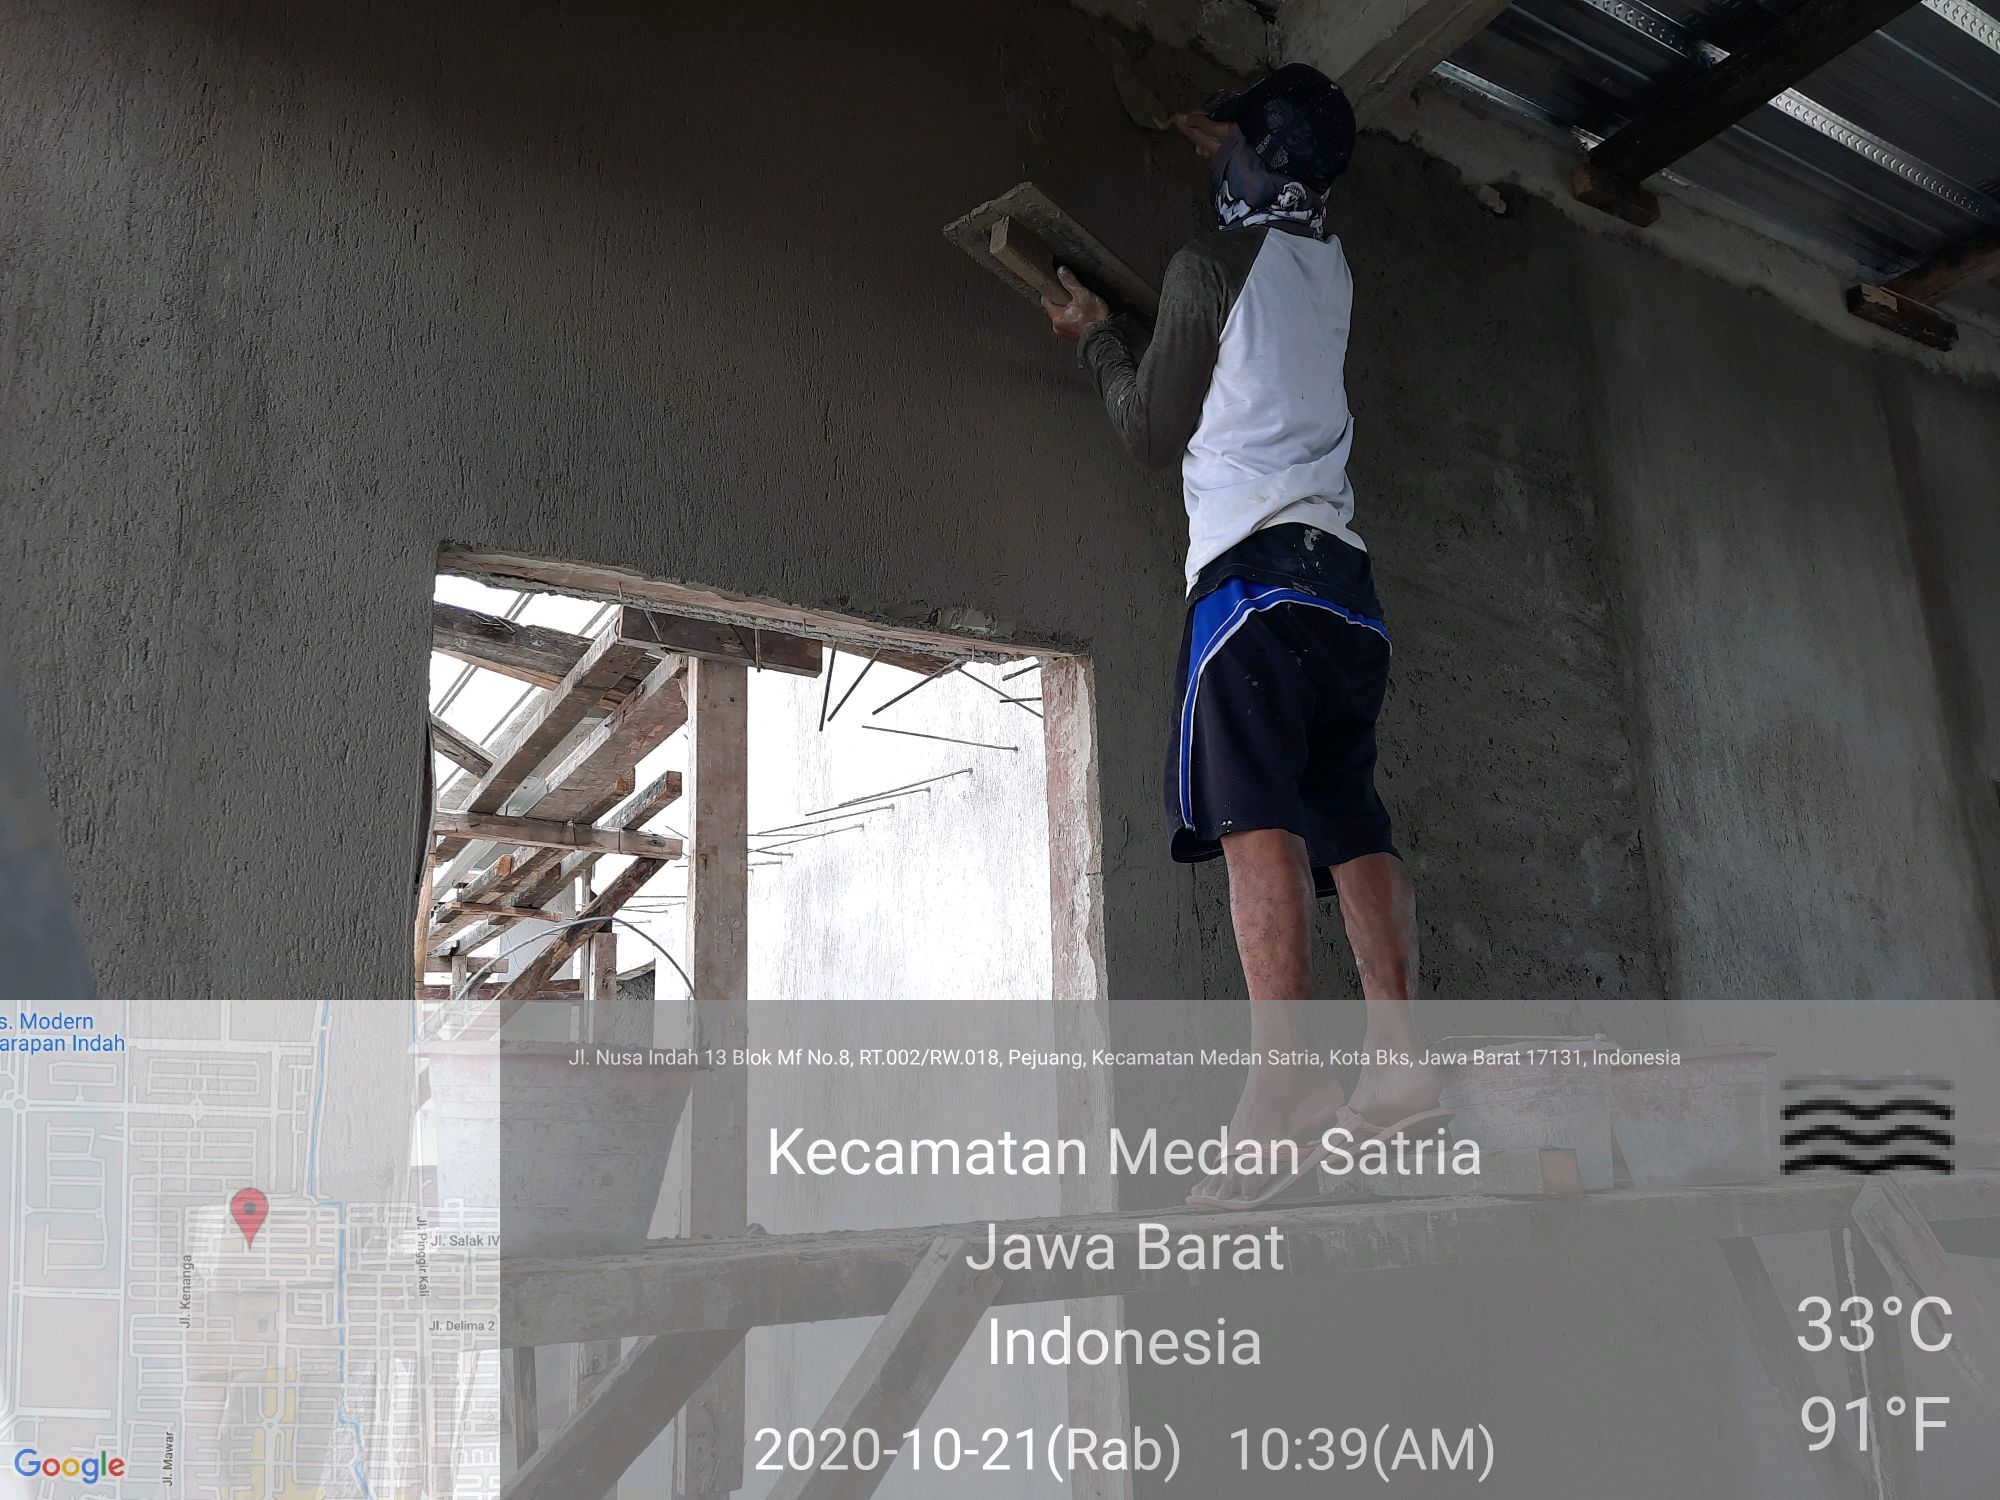 s. Modern
arapan Indah
Jl. Nusa Indah 13 Blok Mf No.8, RT.002/RW.018, Pejuang, Kecamatan Medan Satria, Kota Bks, Jawa Barat 17131, Indonesia
Kecamatan Medan Satria
Jawa Barat
Indonesia
33°C
91°F
2020-10-21(Rab) 10:39(AM)
Jl. Salak IV
Jl. Pinggir Kali
Jl. Kenanga
Jl. Delima 2
Jl. Mawar
Google